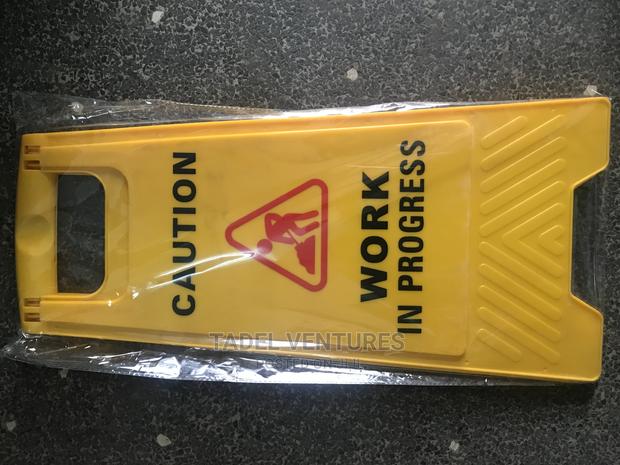 CAUTION
WORK
IN PROGRESS
TADEL VENTURES